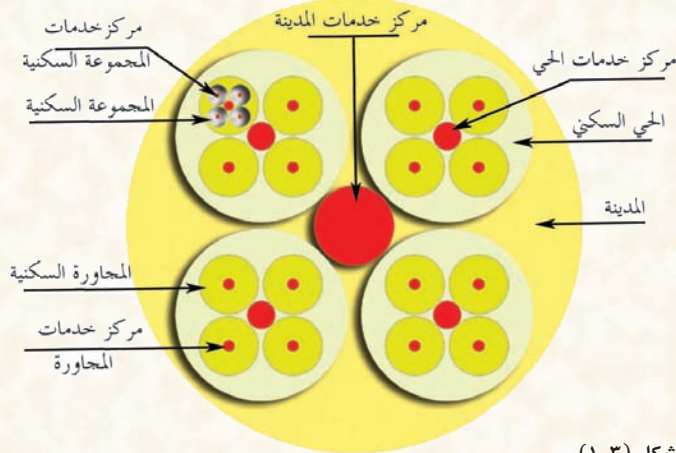 مركز خدمات المدينة
مركز خدمات
المجموعة السكنية
المجموعة السكنية
مركز خدمات الحي
الحي السكني
المدينة
المجاورة السكنية
مركز خدمات
المجاورة
شكل (٣-١)